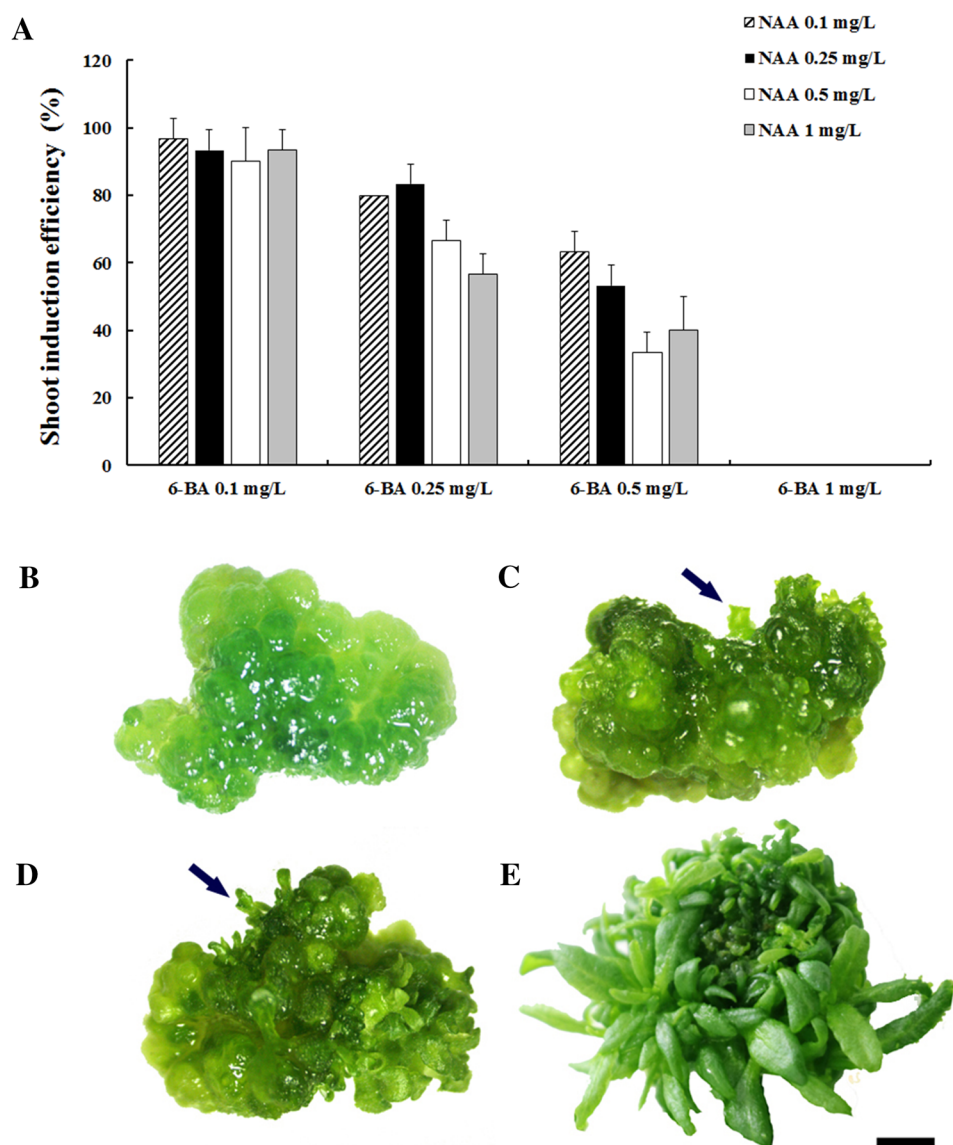 A
NAA 0.1 mg/L
NAA 0.25 mg/L
NAA 0.5 mg/L
NAA 1 mg/L
Shoot induction efficiency (%)
120
100
80
60
40
20
0
6-BA 0.1 mg/L 6-BA 0.25 mg/L 6-BA 0.5 mg/L 6-BA 1 mg/L
B
C
D
E